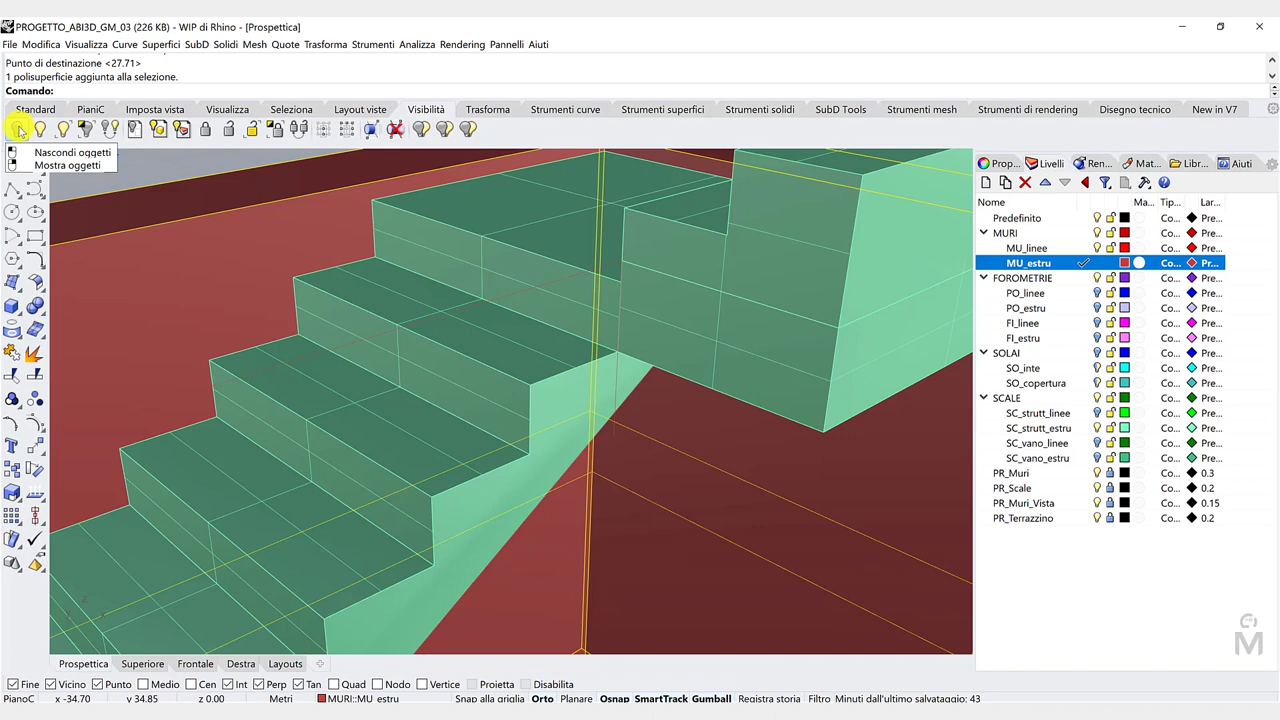 PROGETTO_ABI3D_GM_03 (226 KB) - WIP di Rhino - [Prospettica]
File Modifica Visualizza Curve Superfici SubD Solidi Mesh Quote Trasforma Strumenti Analizza Rendering Pannelli Aiuti
Punto di destinazione <27.71>
1 polisuperficie aggiunta alla selezione.
Comando:
Standard PianiC Imposta vista Visualizza Seleziona Layout viste Visibilità Trasforma Strumenti curve Strumenti superfici Strumenti solidi SubD Tools Strumenti mesh Strumenti di rendering Disegno tecnico New in V7
Nascondi oggetti
Mostra oggetti
Prop... Livelli Ren... Mat... Libr... Aiuti
Nome Ma... Tip... Lar...
Predefinito Co... Pre...
MURI Co... Pre...
MU_linee Co... Pre...
MU_estru Co... Pr...
FOROMETRIE Co... Pre...
PO_linee Co... Pre...
PO_estru Co... Pre...
FI_linee Co... Pre...
FI_estru Co... Pre...
SOLAI Co... Pre...
SO_inte Co... Pre...
SO_copertura Co... Pre...
SCALE Co... Pre...
SC_strutt_linee Co... Pre...
SC_strutt_estru Co... Pre...
SC_vano_linee Co... Pre...
SC_vano_estru Co... Pre...
PR_Muri Co... 0.3
PR_Scale Co... 0.2
PR_Muri_Vista Co... 0.15
PR_Terrazzino Co... 0.2
M
Prospettica Superiore Frontale Destra Layouts
Fine Vicino Punto Medio Cen Int Perp Tan Quad Nodo Vertice Proietta Disabilita
PianoC x -34.70 y 34.85 z 0.00 Metri MURI::MU_estru Snap alla griglia Orto Planare Osnap SmartTrack Gumball Registra storia Filtro Minuti dall'ultimo salvataggio: 43